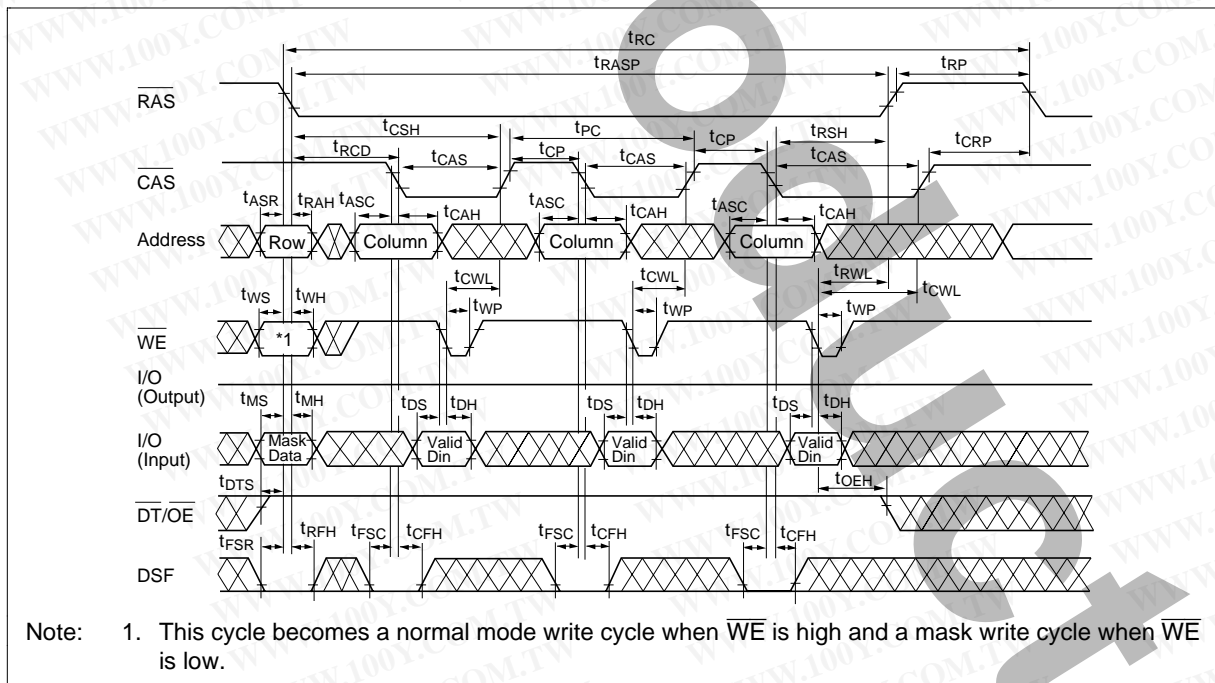 tRC
tRASP
tRP
RAS
tCSH
tPC
tCP
tRSH
tCRP
tRCD
tCAS
tCP
tCAS
tCAS
CAS
tASR
tRAH
tASC
tCAH
tASC
tCAH
tASC
tCAH
Address
Row
Column
Column
Column
tCWL
tCWL
tRWL
tCWL
tWS
tWH
tWP
tWP
tWP
WE
*1
I/O
(Output)
tMS
tMH
tDS
tDH
tDS
tDH
tDS
tDH
I/O
(Input)
Mask
Data
Valid
Din
Valid
Din
Valid
Din
tDTS
tOEH
DT/OE
tFSR
tRFH
tFSC
tCFH
tFSC
tCFH
tFSC
tCFH
DSF
Note: 1. This cycle becomes a normal mode write cycle when WE is high and a mask write cycle when WE
is low.
WWW.100Y.COM.TW